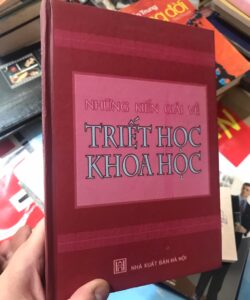 NHỮNG KIẾN GIẢI VỀ
TRIẾT HỌC
KHOA HỌC
NHÀ XUẤT BẢN HÀ NỘI